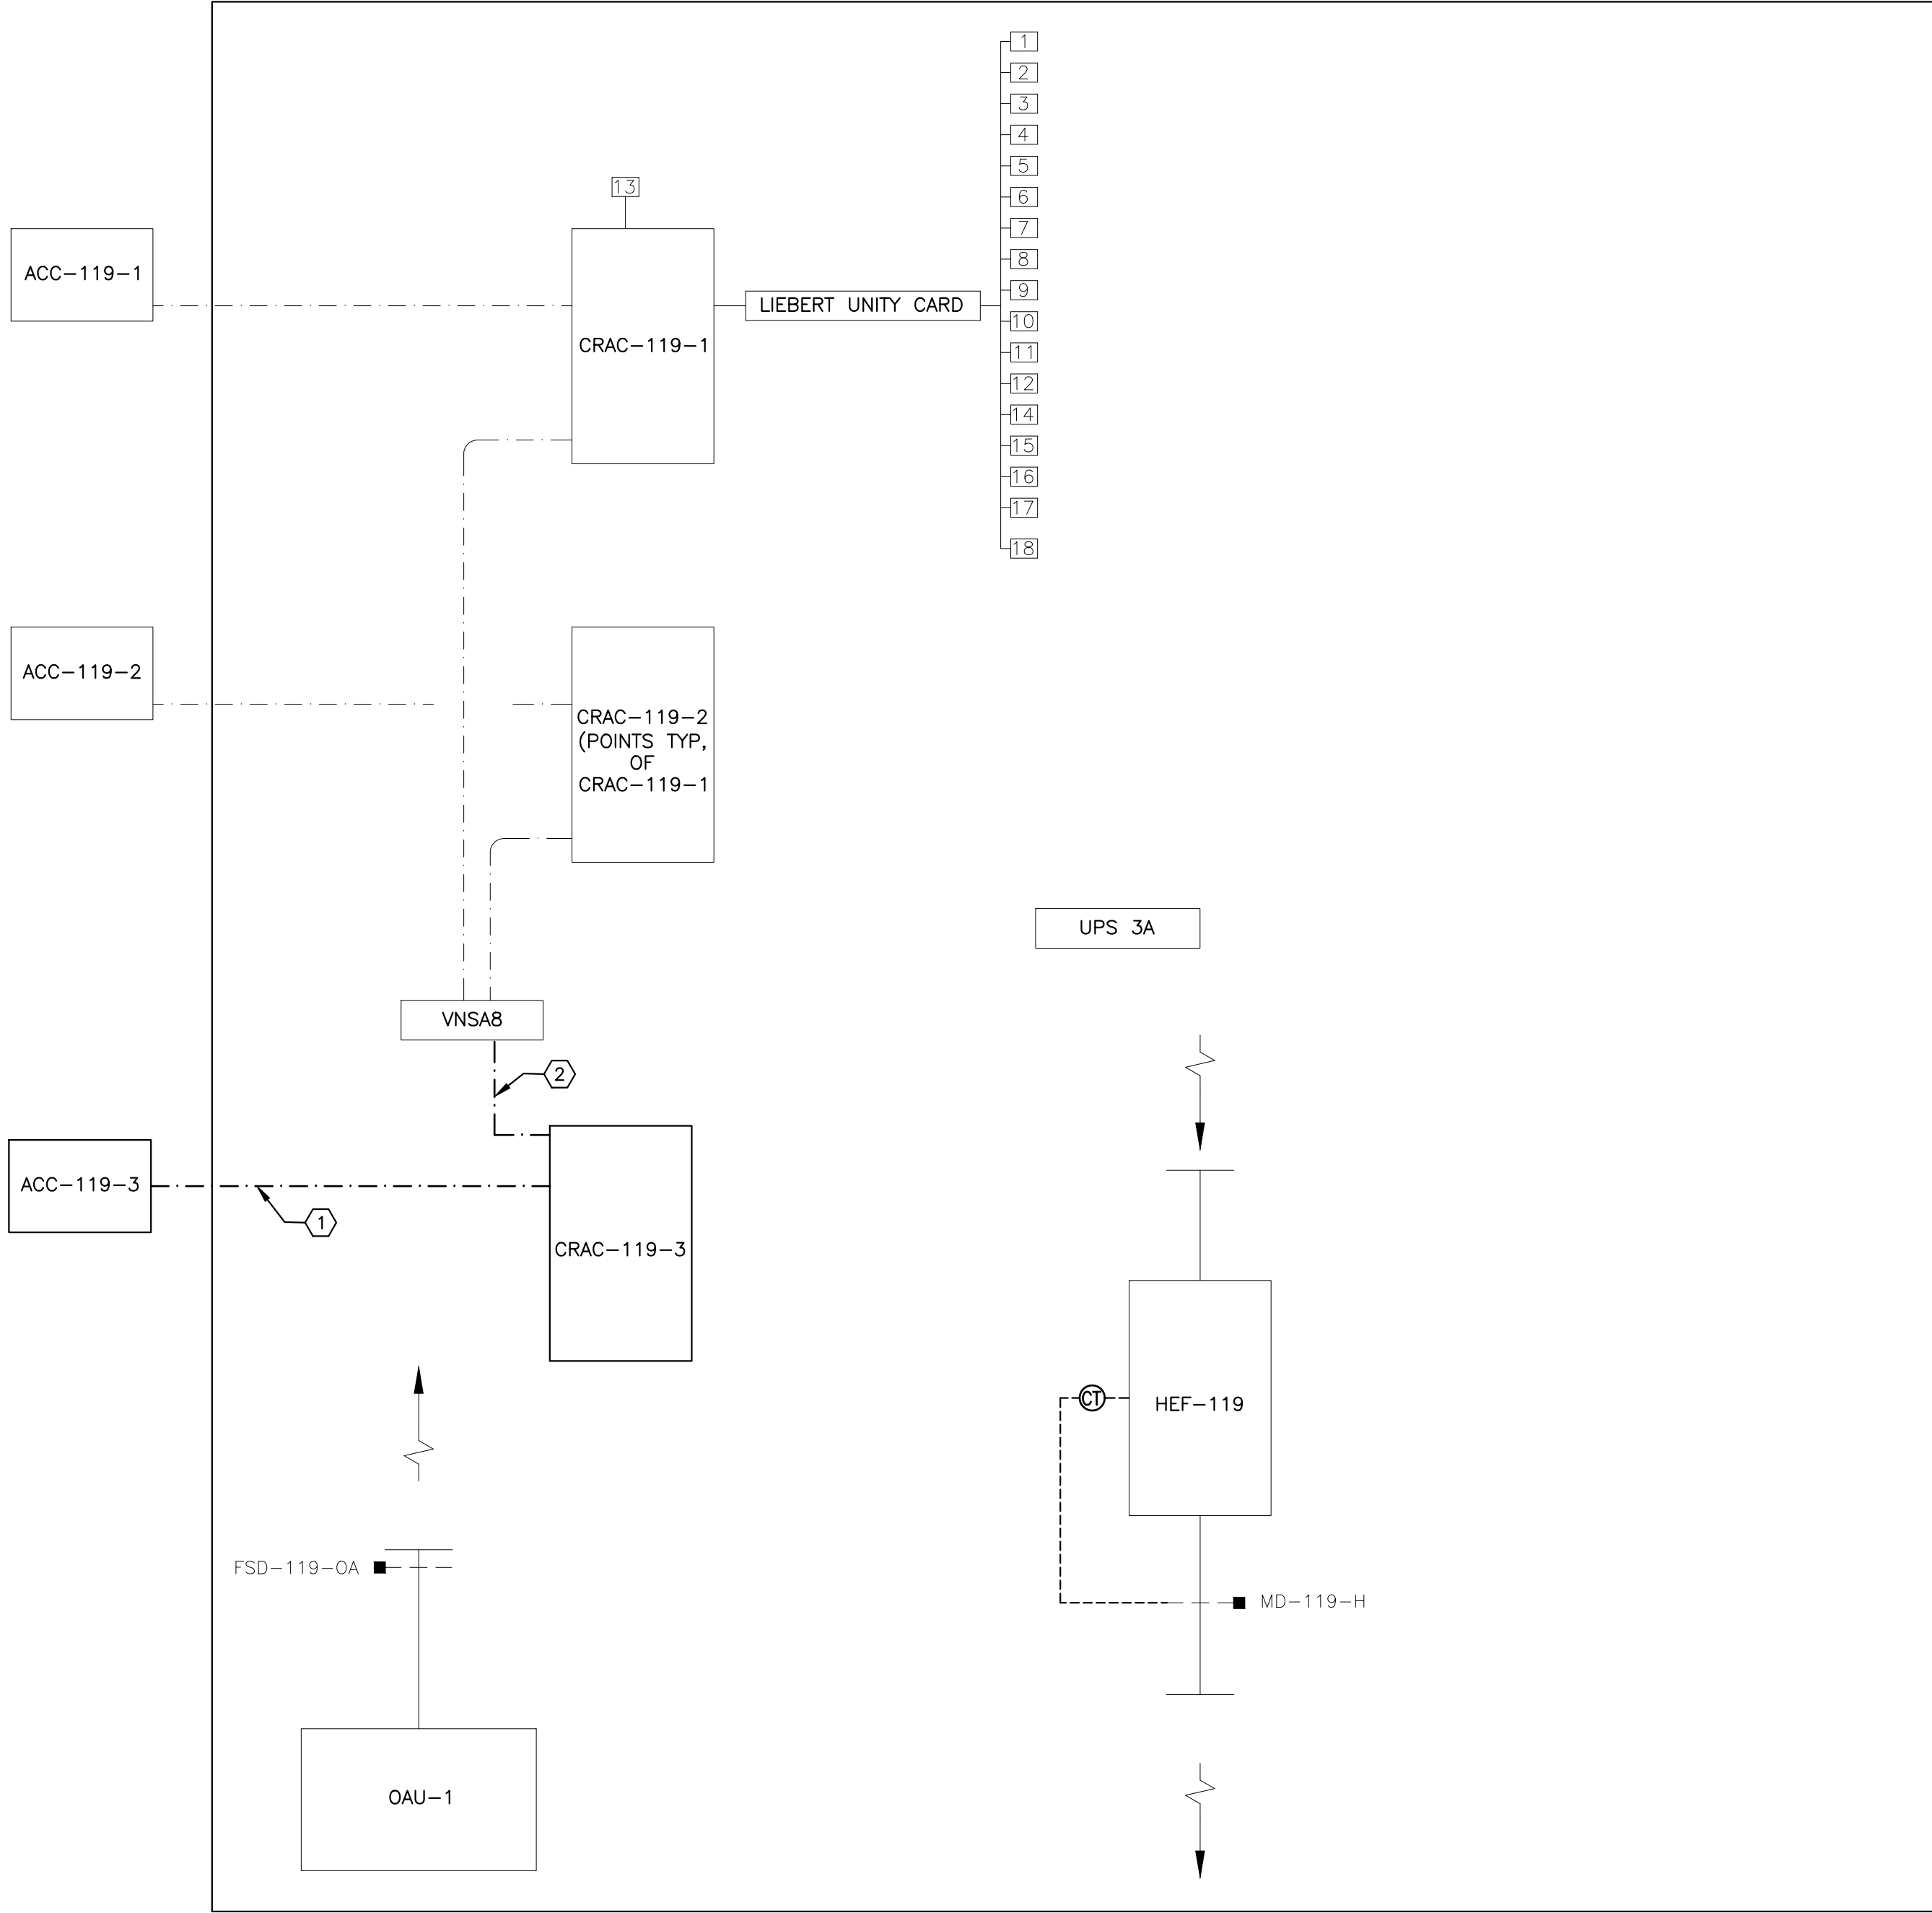 1
2
3
4
5
6
7
8
9
10
11
12
14
15
16
17
18
13
ACC-119-1
CRAC-119-1
LIEBERT UNITY CARD
ACC-119-2
CRAC-119-2
(POINTS TYP,
OF
CRAC-119-1
UPS 3A
VNSA8
2
ACC-119-3
1
CRAC-119-3
CT
HEF-119
FSD-119-OA
MD-119-H
OAU-1